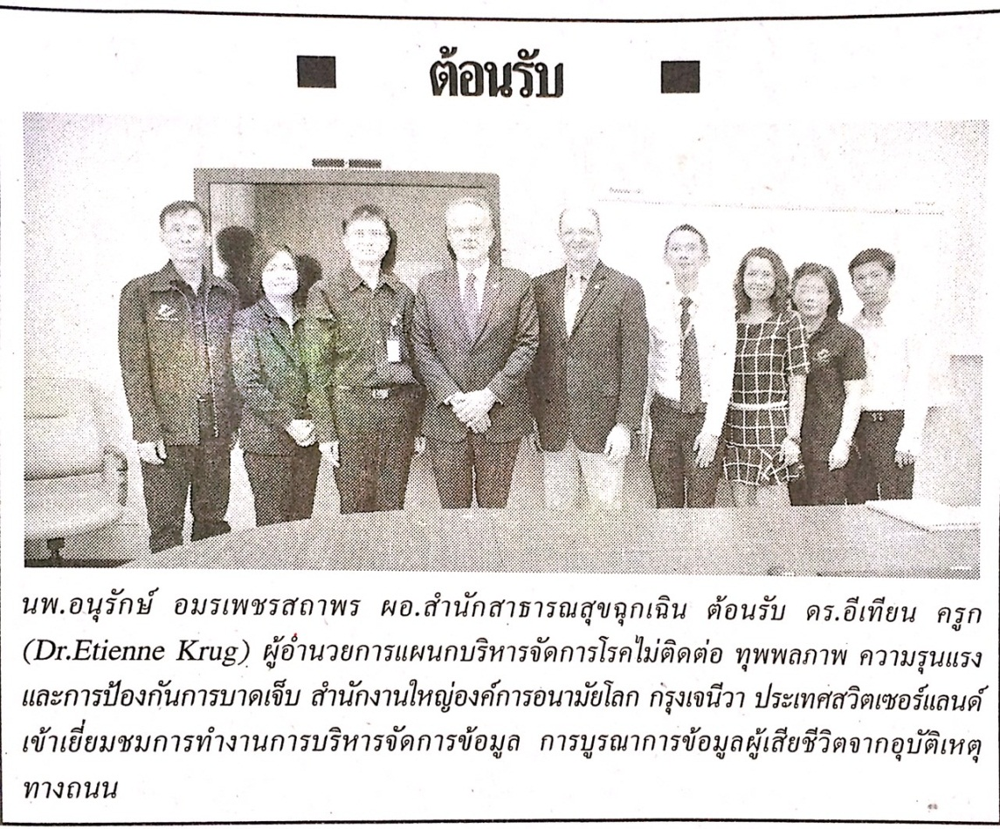 ต้อนรับ
นพ.อนุรักษ์ อมรเพชรสถาพร ผอ.สำนักสาธารณสุขฉุกเฉิน ต้อนรับ ดร.อีเทียน ครูก
(Dr.Etienne Krug) ผู้อำนวยการแผนกบริหารจัดการโรคไม่ติดต่อ ทุพพลภาพ ความรุนแรง
และการป้องกันการบาดเจ็บ สำนักงานใหญ่องค์การอนามัยโลก กรุงเจนีวา ประเทศสวิตเซอร์แลนด์
เข้าเยี่ยมชมการทำงานการบริหารจัดการข้อมูล การบูรณาการข้อมูลผู้เสียชีวิตจากอุบัติเหตุ
ทางถนน